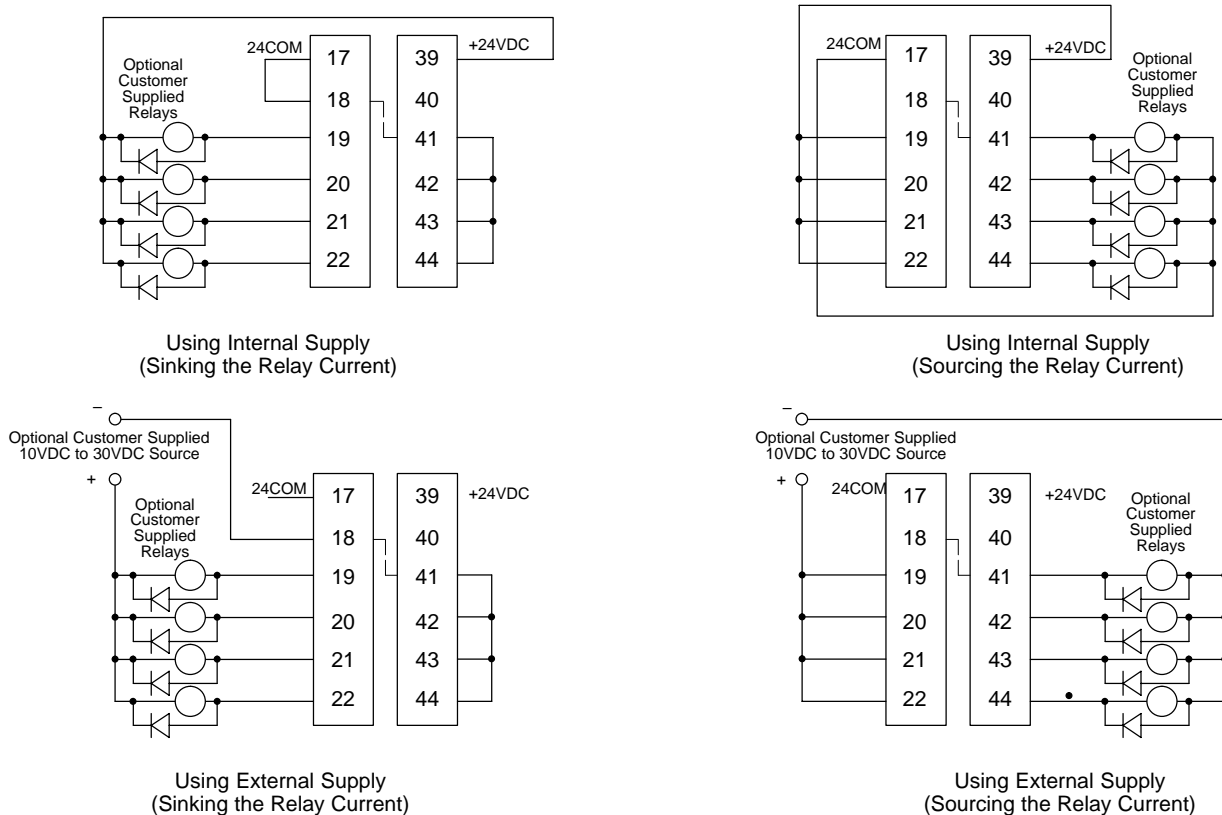 24COM
17
18
19
20
21
22
39
40
41
42
43
44
+24VDC
Optional
Customer
Supplied
Relays
Using Internal Supply
(Sinking the Relay Current)
24COM
17
18
19
20
21
22
39
40
41
42
43
44
+24VDC
Optional
Customer
Supplied
Relays
Using Internal Supply
(Sourcing the Relay Current)
–
Optional Customer Supplied
10VDC to 30VDC Source
+
Optional
Customer
Supplied
Relays
24COM
17
18
19
20
21
22
39
40
41
42
43
44
+24VDC
Using External Supply
(Sinking the Relay Current)
–
Optional Customer Supplied
10VDC to 30VDC Source
+
24COM
17
18
19
20
21
22
39
40
41
42
43
44
+24VDC
Optional
Customer
Supplied
Relays
Using External Supply
(Sourcing the Relay Current)